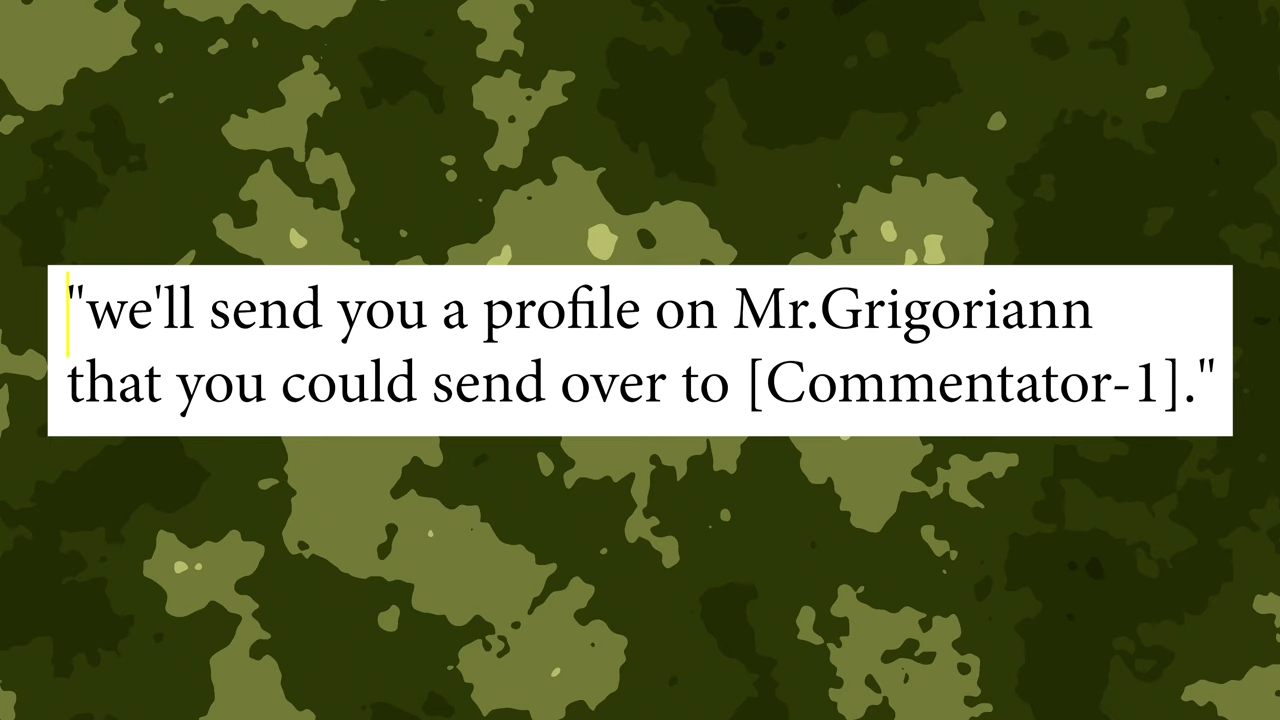 "we'll send you a profile on Mr.Grigoriann
that you could send over to [Commentator-1]."